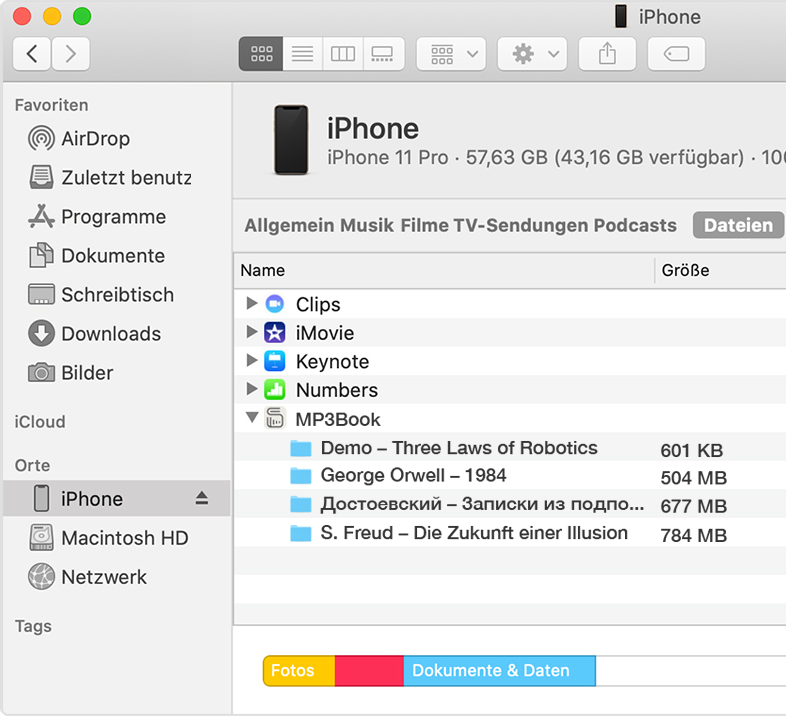 iPhone
Favoriten
AirDrop
Zuletzt benutz
Programme
Dokumente
Schreibtisch
Downloads
Bilder
iCloud
Orte
iPhone
Macintosh HD
Netzwerk
Tags
iPhone
iPhone 11 Pro · 57,63 GB (43,16 GB verfügbar) · 10
Allgemein Musik Filme TV-Sendungen Podcasts Dateien
Name Größe
Clips
iMovie
Keynote
Numbers
MP3Book
Demo – Three Laws of Robotics 601 KB
George Orwell – 1984 504 MB
Достоевский – Записки из подпо... 677 MB
S. Freud – Die Zukunft einer Illusion 784 MB
Fotos Dokumente & Daten